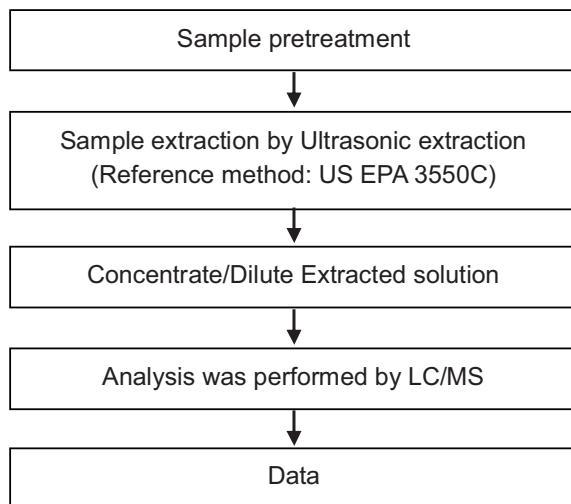 Sample pretreatment
Sample extraction by Ultrasonic extraction
(Reference method: US EPA 3550C)
Concentrate/Dilute Extracted solution
Analysis was performed by LC/MS
Data